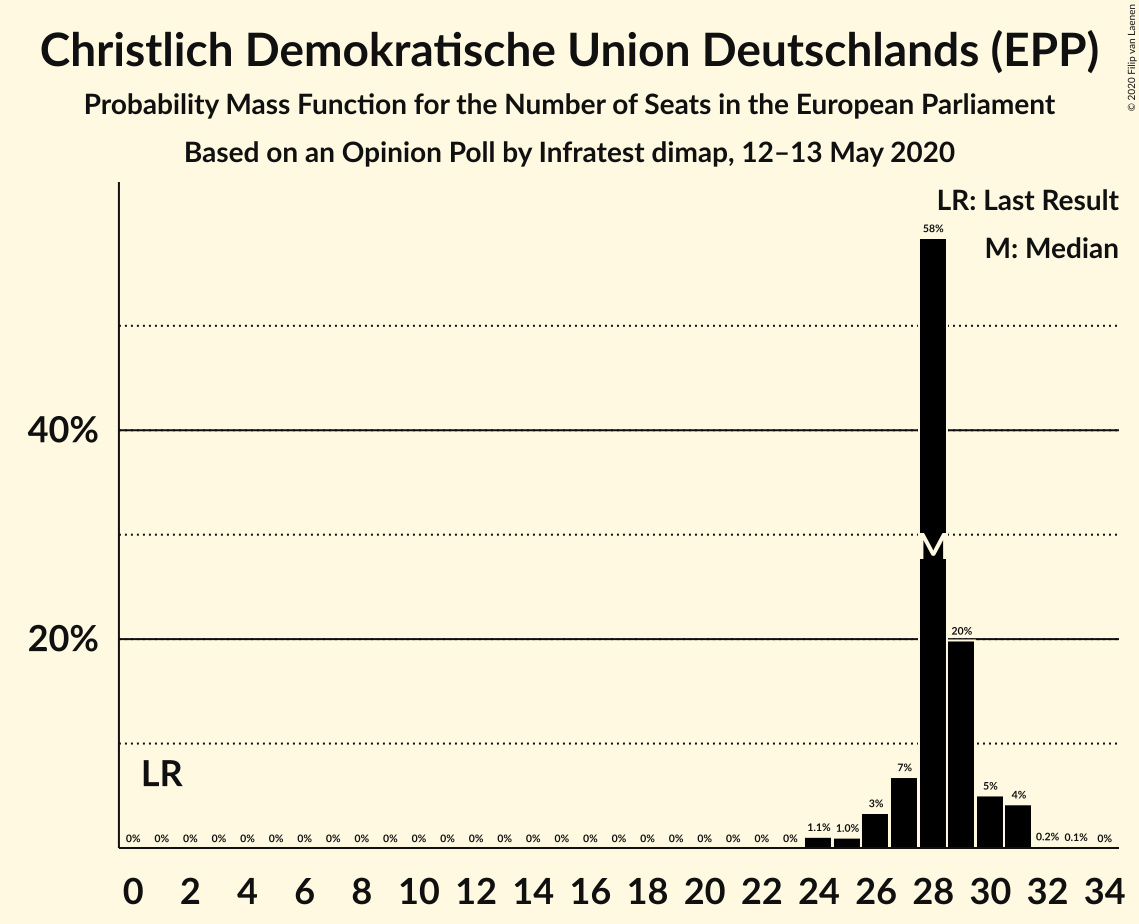 Christlich Demokratische Union Deutschlands (EPP)
Probability Mass Function for the Number of Seats in the European Parliament
Based on an Opinion Poll by Infratest dimap, 12–13 May 2020
© 2020 Filip van Laenen
LR: Last Result
M: Median
58%
40%
M
20%
20%
LR
7%
5%
4%
3%
0% 0% 0% 0% 0% 0% 0% 0% 0% 0% 0% 0% 0% 0% 0% 0% 0% 0% 0% 0% 0% 0% 0% 0% 1.1% 1.0% 0.2% 0.1% 0%
0 2 4 6 8 10 12 14 16 18 20 22 24 26 28 30 32 34